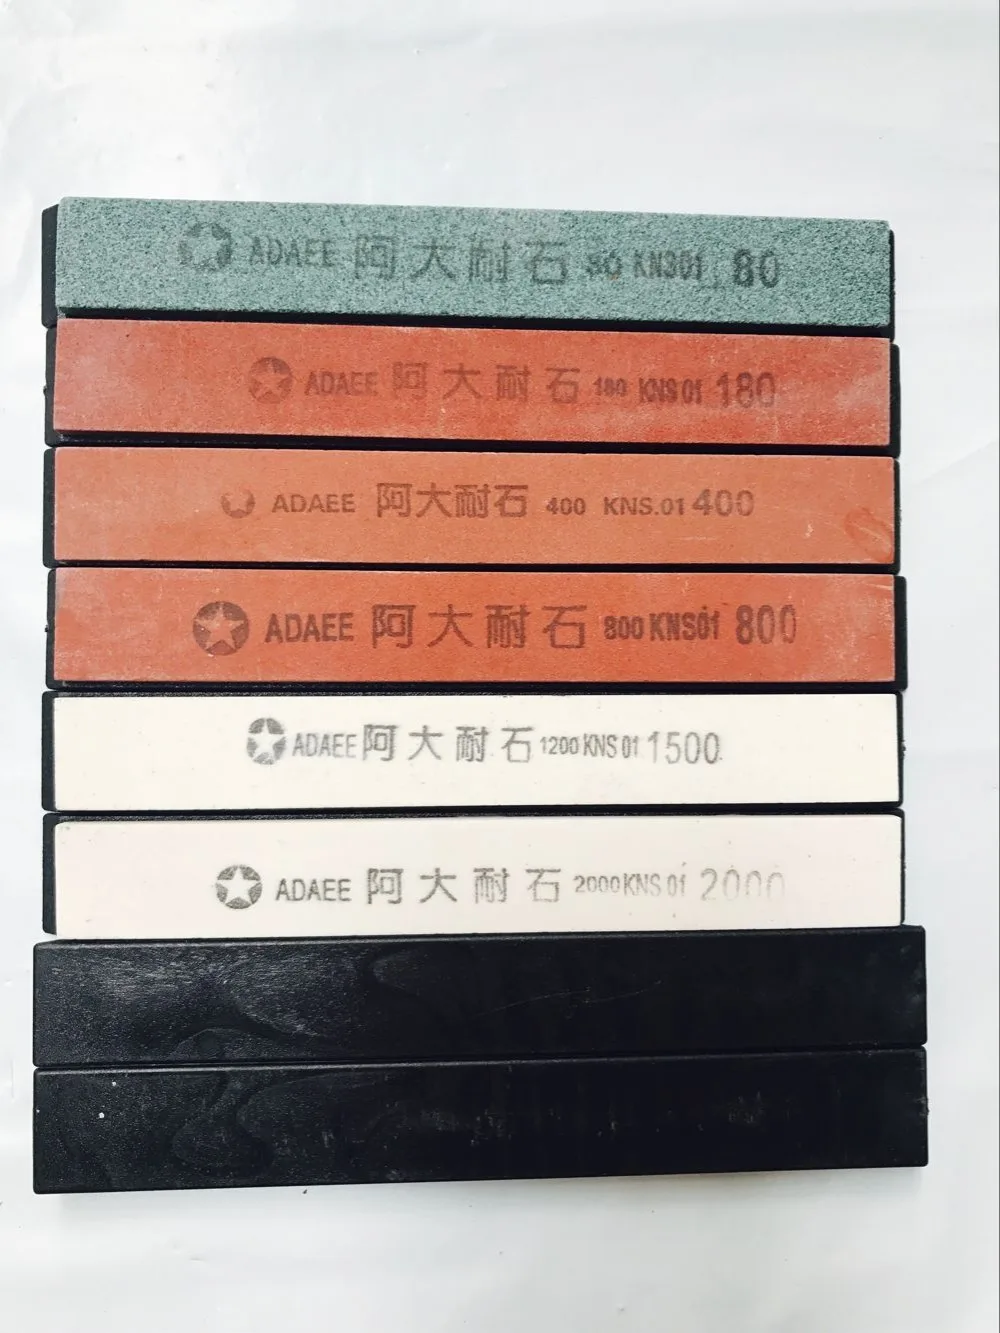 ADAEE 阿大耐石 80 KNS01 80
ADAEE 阿大耐石 180 KNS01 180
ADAEE 阿大耐石 400 KNS.01 400
ADAEE 阿大耐石 800 KNS01 800
ADAEE 阿大耐石 1200 KNS 01 1500
ADAEE 阿大耐石 2000 KNS.01 2000